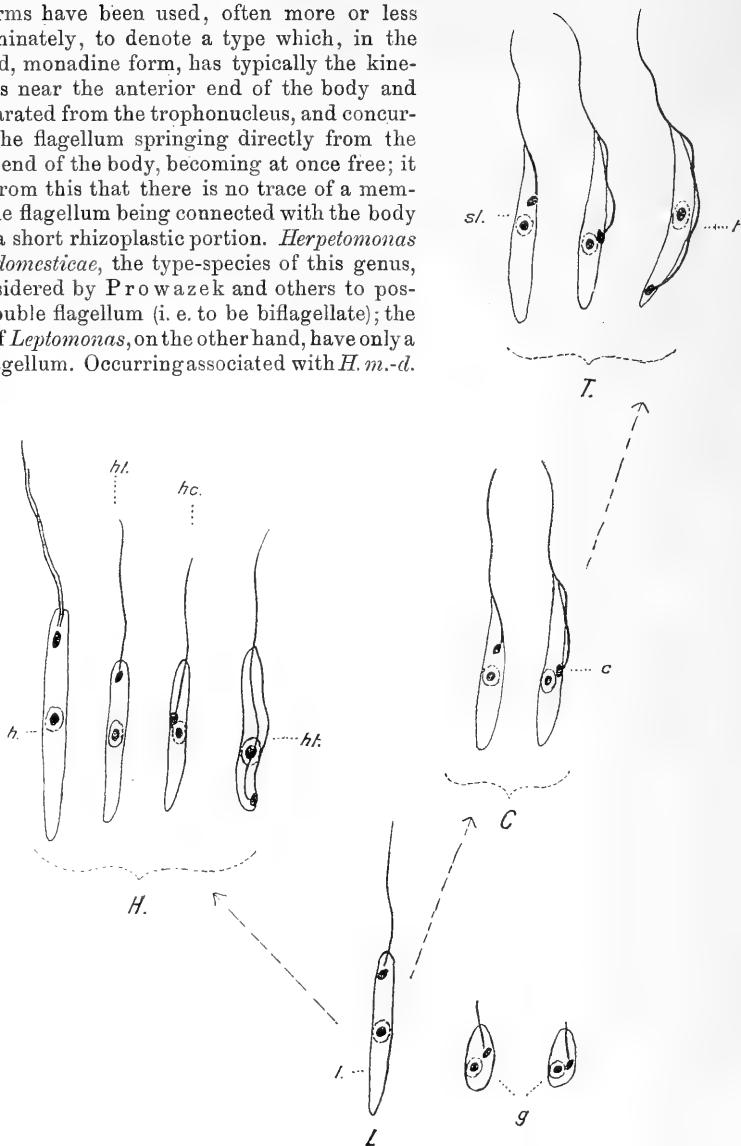 rms have been used, often more or less
minately, to denote a type which, in the
d, monadine form, has typically the kine-
s near the anterior end of the body and
arated from the trophonucleus, and concur-
he flagellum springing directly from the
end of the body, becoming at once free; it
rom this that there is no trace of a mem-
e flagellum being connected with the body
a short rhizoplastic portion. Herpetomonas
domesticae, the type-species of this genus,
sidered by Prowazek and others to pos-
ouble flagellum (i. e. to be biflagellate); the
f Leptomonas, on the other hand, have only a
gellum. Occurring associated with H. m.-d.
sl.
T.
hl.
hc.
c
h.
ht.
C
H.
l.
g
L